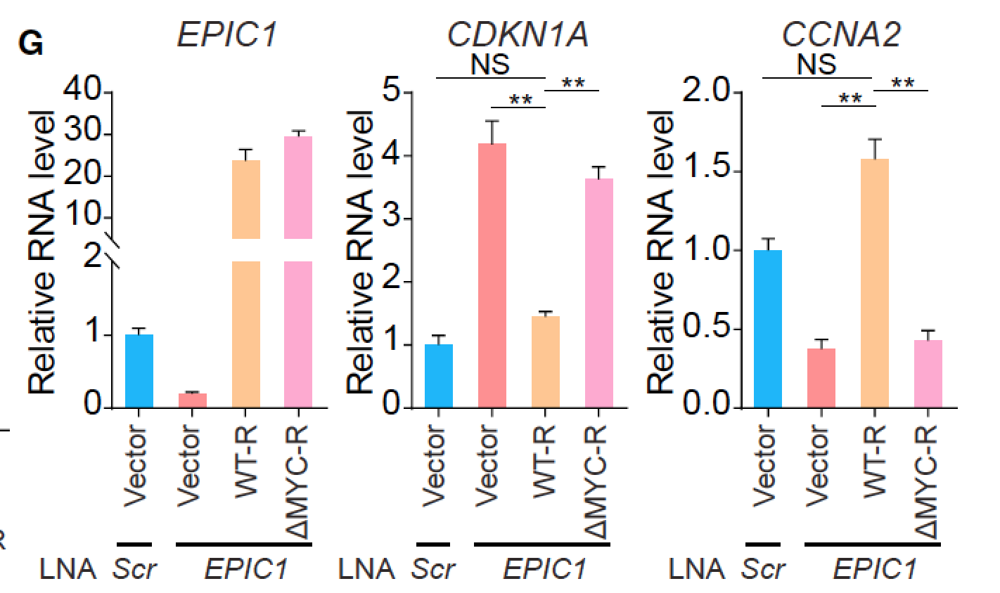 G
EPIC1
CDKN1A
CCNA2
Relative RNA level
40
30
20
10
2
1
0
Vector
Vector
WT-R
ΔMYC-R
LNA Scr EPIC1
NS
**
**
Relative RNA level
5
4
3
2
1
0
Vector
Vector
WT-R
ΔMYC-R
LNA Scr EPIC1
NS
**
**
Relative RNA level
2.0
1.5
1.0
0.5
0.0
Vector
Vector
WT-R
ΔMYC-R
LNA Scr EPIC1